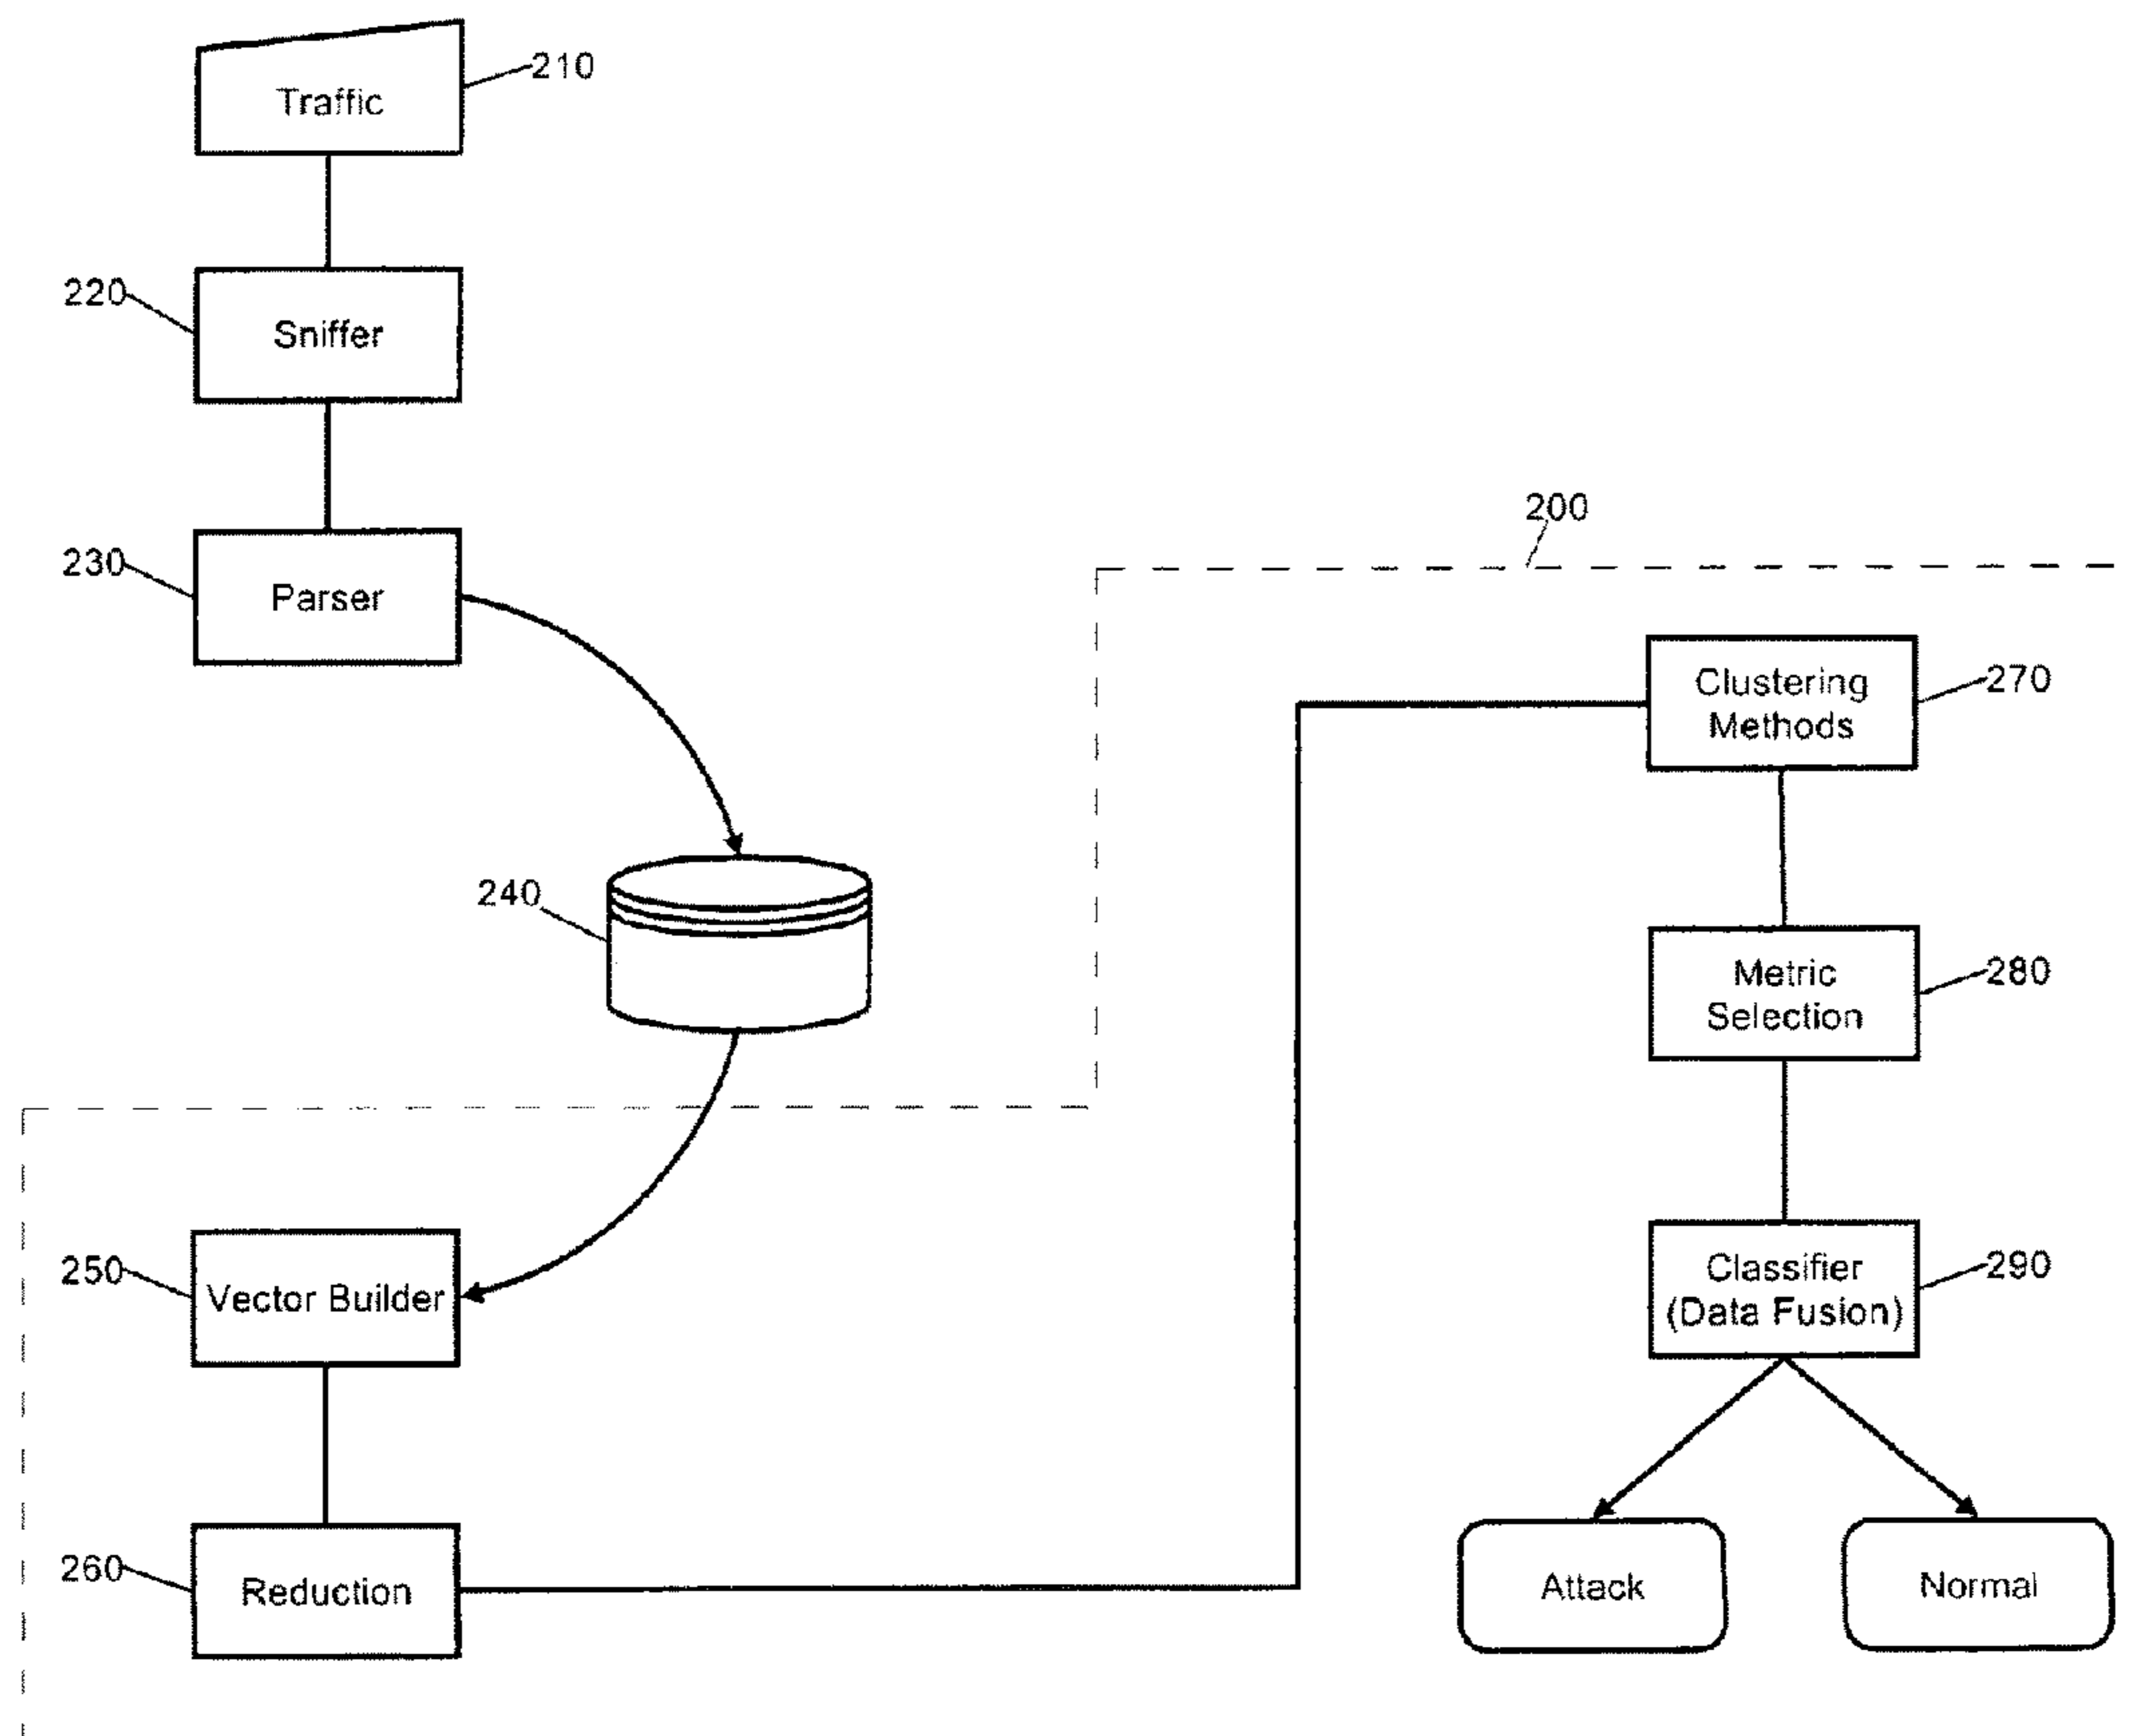 210
Traffic
220
Sniffer
230
Parser
240
200
250
Vector Builder
260
Reduction
Clustering
Methods
270
Metric
Selection
280
Classifier
(Data Fusion)
290
Attack
Normal